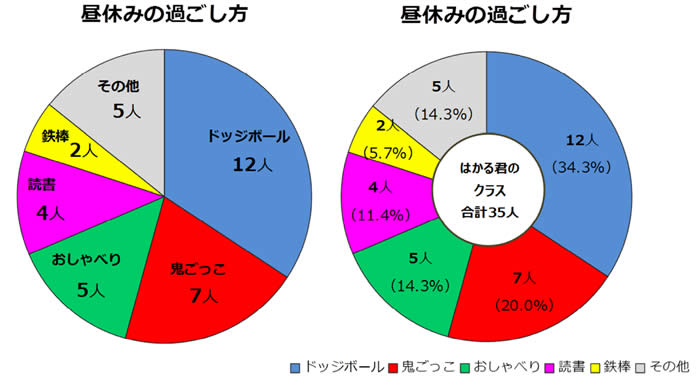 昼休みの過ごし方
ドッジボール
12人
鬼ごっこ
7人
おしゃべり
5人
読書
4人
鉄棒
2人
その他
5人
昼休みの過ごし方
12人
(34.3%)
7人
(20.0%)
5人
(14.3%)
4人
(11.4%)
2人
(5.7%)
5人
(14.3%)
はかる君の
クラス
合計35人
ドッジボール 鬼ごっこ おしゃべり 読書 鉄棒 その他